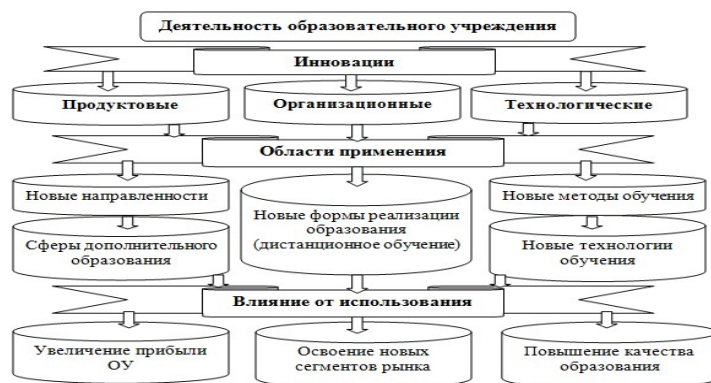 Деятельность образовательного учреждения
Инновации
Продуктовые
Организационные
Технологические
Области применения
Новые направленности
Новые формы реализации
образования
(дистанционное обучение)
Новые методы обучения
Сферы дополнительного
образования
Новые технологии
обучения
Влияние от использования
Увеличение прибыли
ОУ
Освоение новых
сегментов рынка
Повышение качества
образования